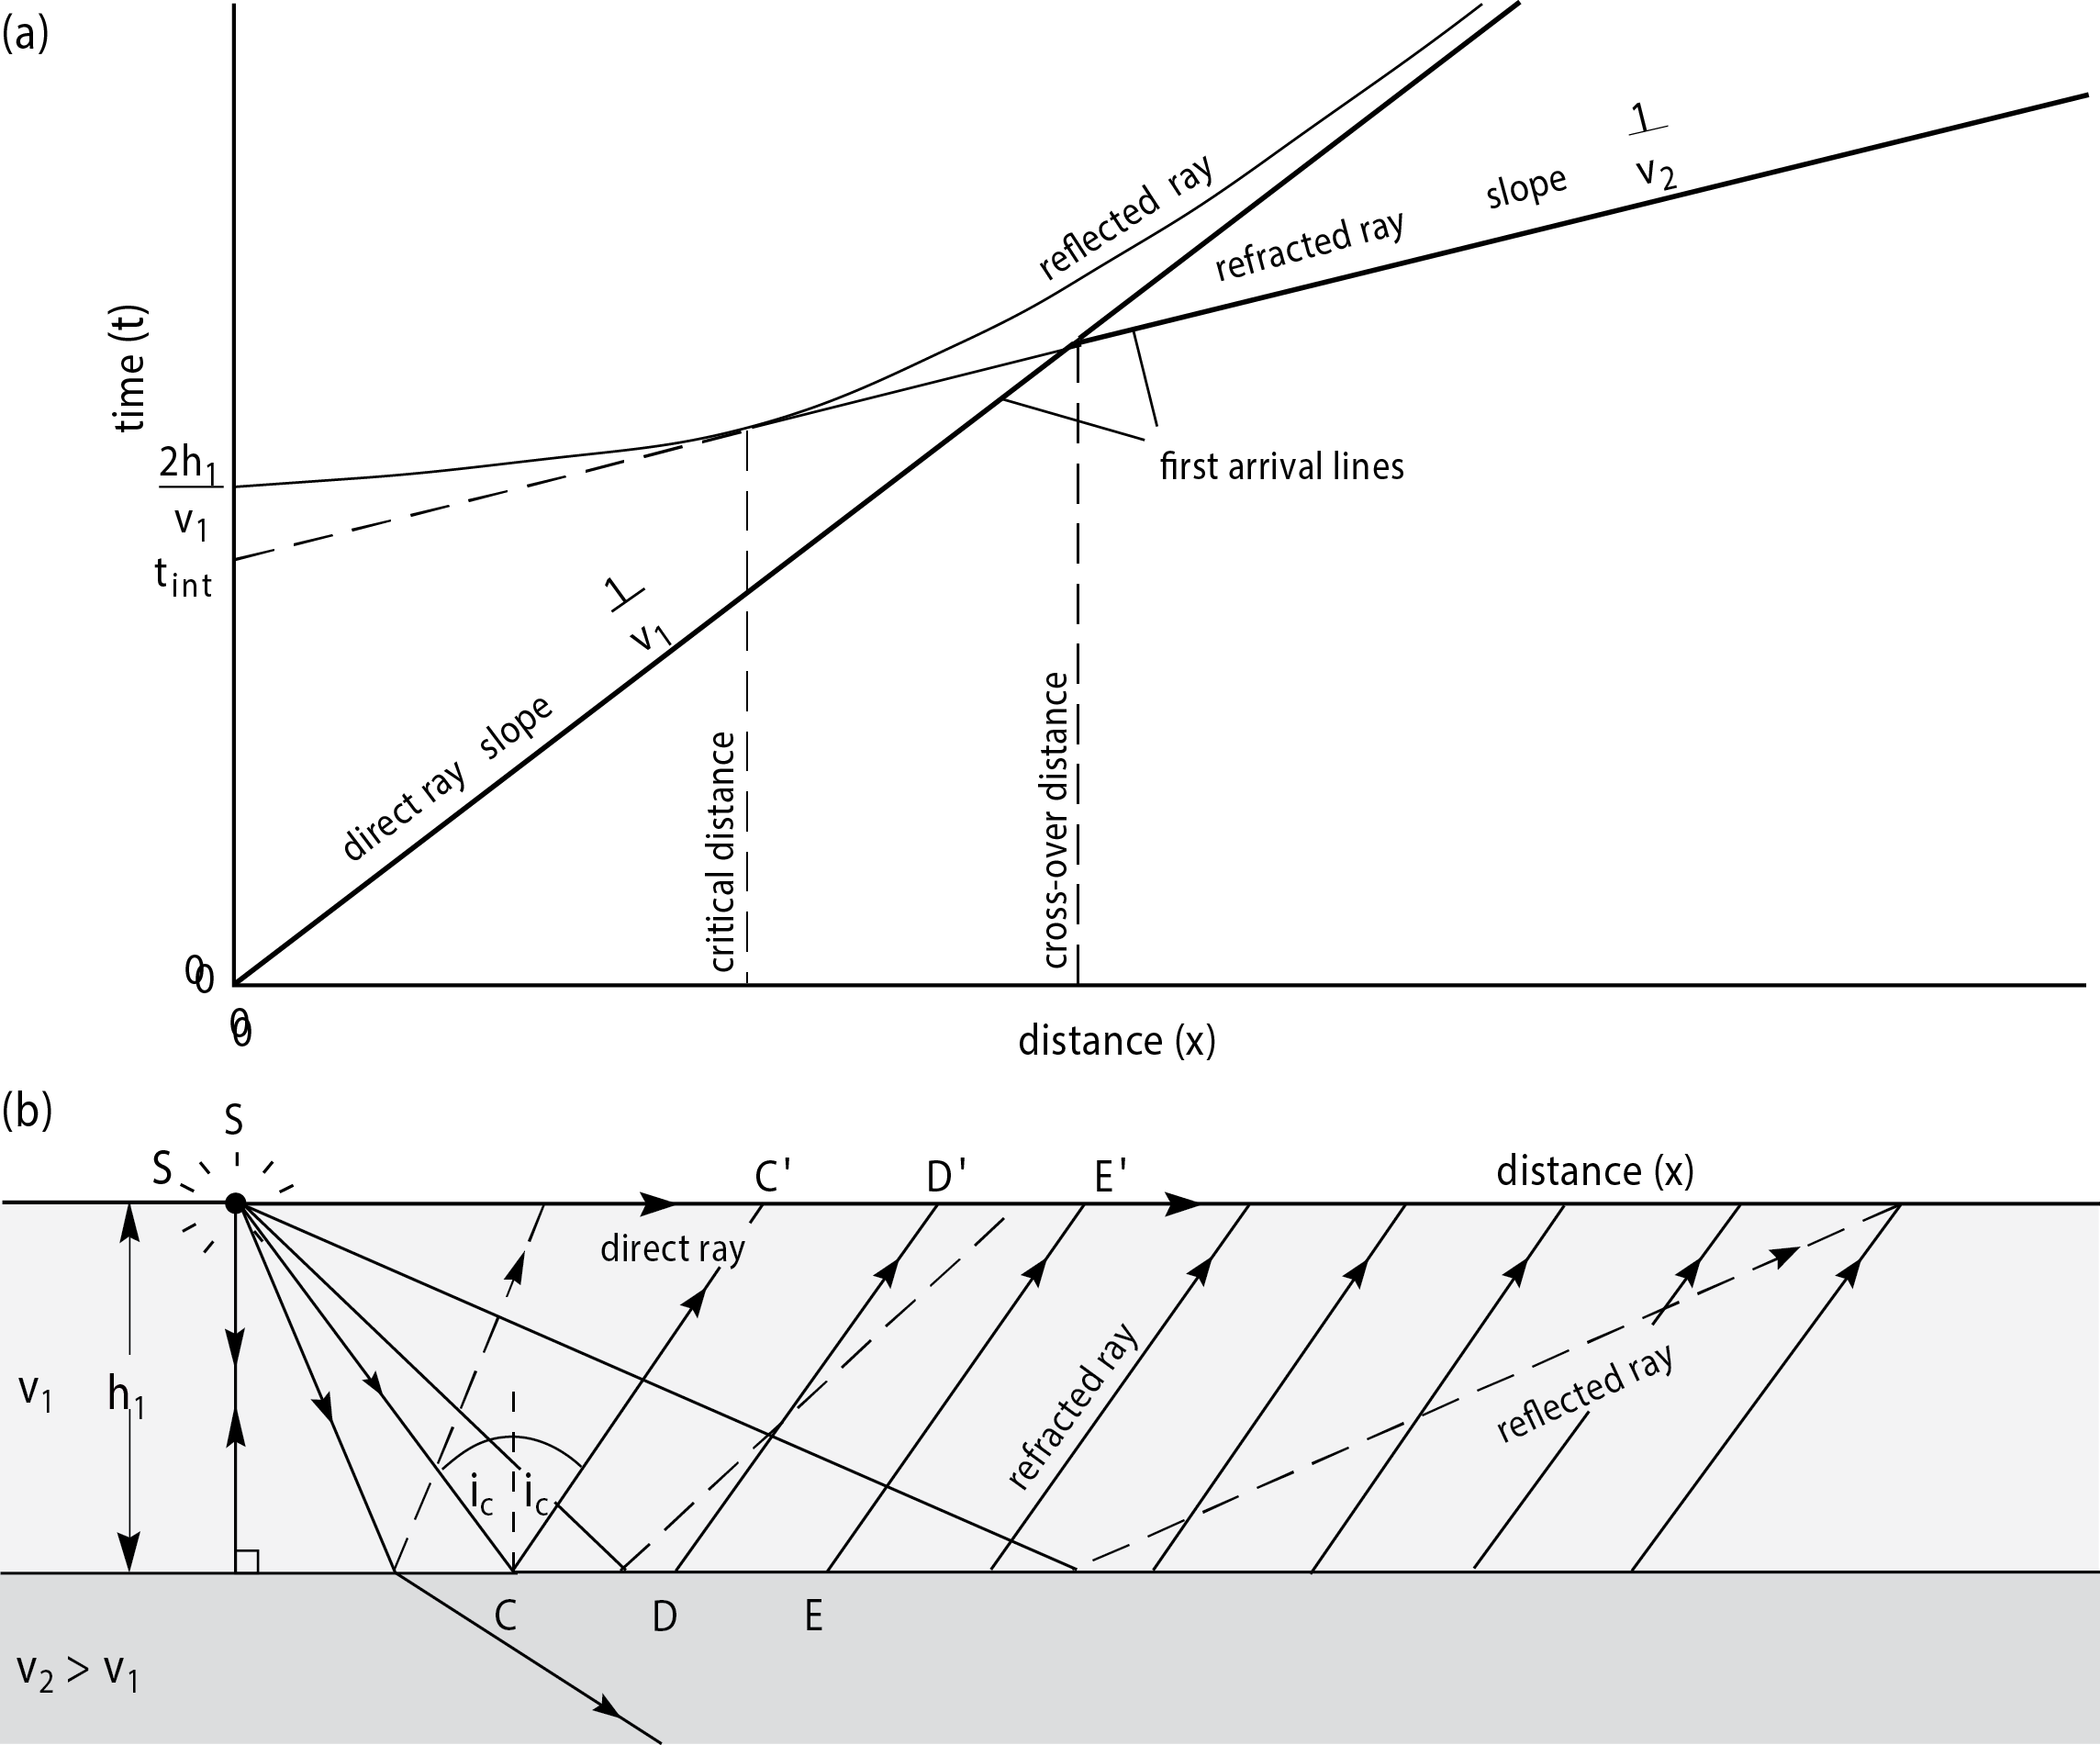 (a)
1
v2
slope
refracted ray
reflected ray
time (t)
2h1
v1
tint
first arrival lines
1
v1
direct ray slope
critical distance
cross-over distance
0
0
0
0
distance (x)
(b)
S
S
C'
D'
E'
distance (x)
direct ray
v1
h1
refracted ray
reflected ray
ic
ic
C
D
E
v2 > v1